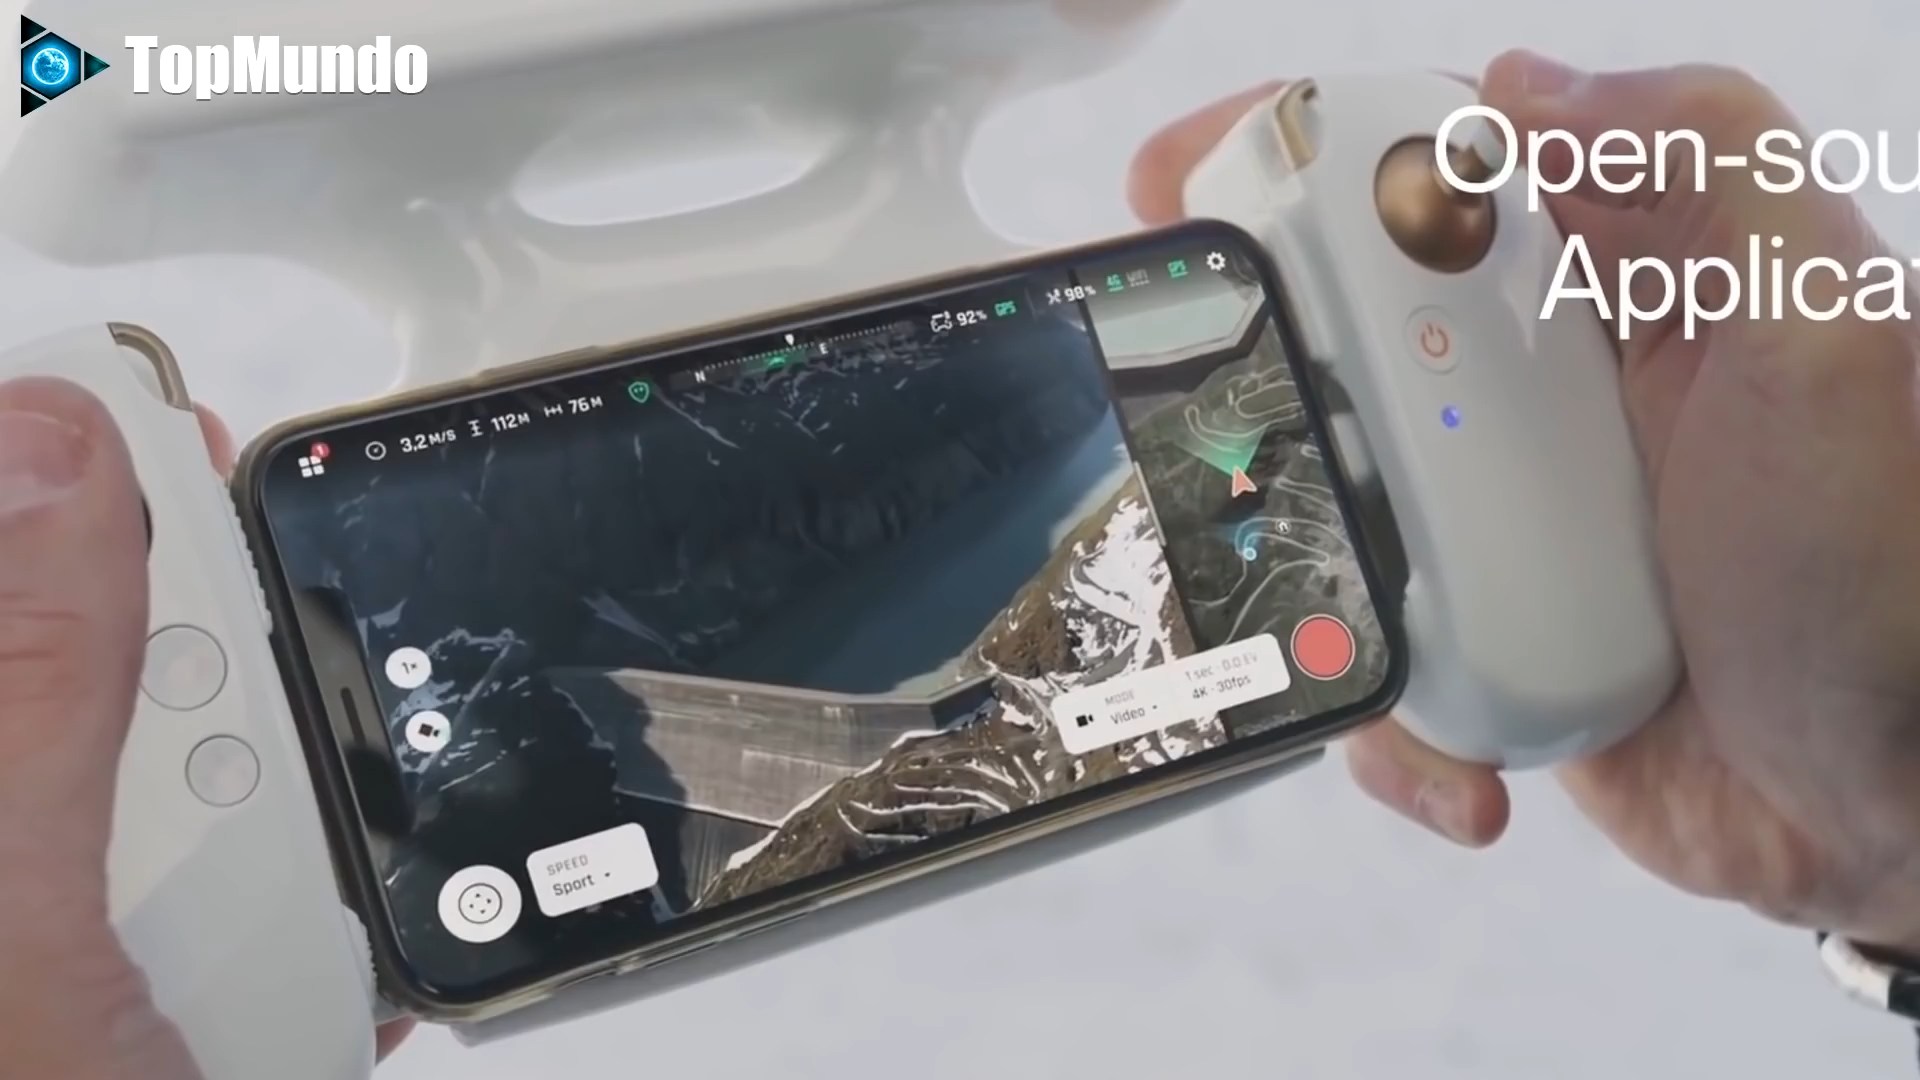 TopMundo
Open-sou
Applicat
3,2 M/S
112 M
76 M
N
E
92%
GPS
98%
4G WIFI
GPS
1
1×
MODE
Video
1 sec · 0.0 EV
4K · 30fps
SPEED
Sport